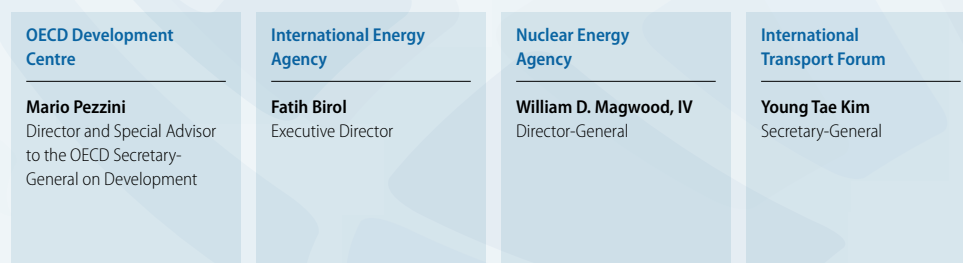 OECD Development
Centre
Mario Pezzini
Director and Special Advisor
to the OECD Secretary-
General on Development
International Energy
Agency
Fatih Birol
Executive Director
Nuclear Energy
Agency
William D. Magwood, IV
Director-General
International
Transport Forum
Young Tae Kim
Secretary-General